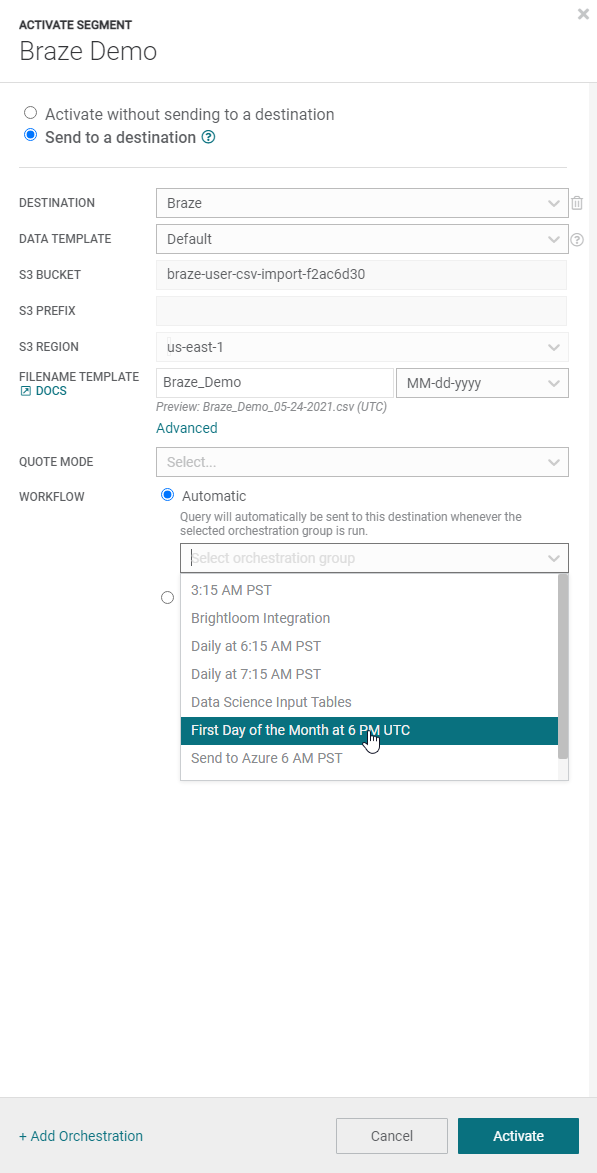 ACTIVATE SEGMENT
Braze Demo
Activate without sending to a destination
Send to a destination ?
DESTINATION Braze
DATA TEMPLATE Default ?
S3 BUCKET braze-user-csv-import-f2ac6d30
S3 PREFIX
S3 REGION us-east-1
FILENAME TEMPLATE Braze_Demo MM-dd-yyyy
DOCS
Preview: Braze_Demo_05-24-2021.csv (UTC)
Advanced
QUOTE MODE Select...
WORKFLOW Automatic
Query will automatically be sent to this destination whenever the
selected orchestration group is run.
Select orchestration group
3:15 AM PST
Brightloom Integration
Daily at 6:15 AM PST
Daily at 7:15 AM PST
Data Science Input Tables
First Day of the Month at 6 PM UTC
Send to Azure 6 AM PST
+ Add Orchestration Cancel Activate